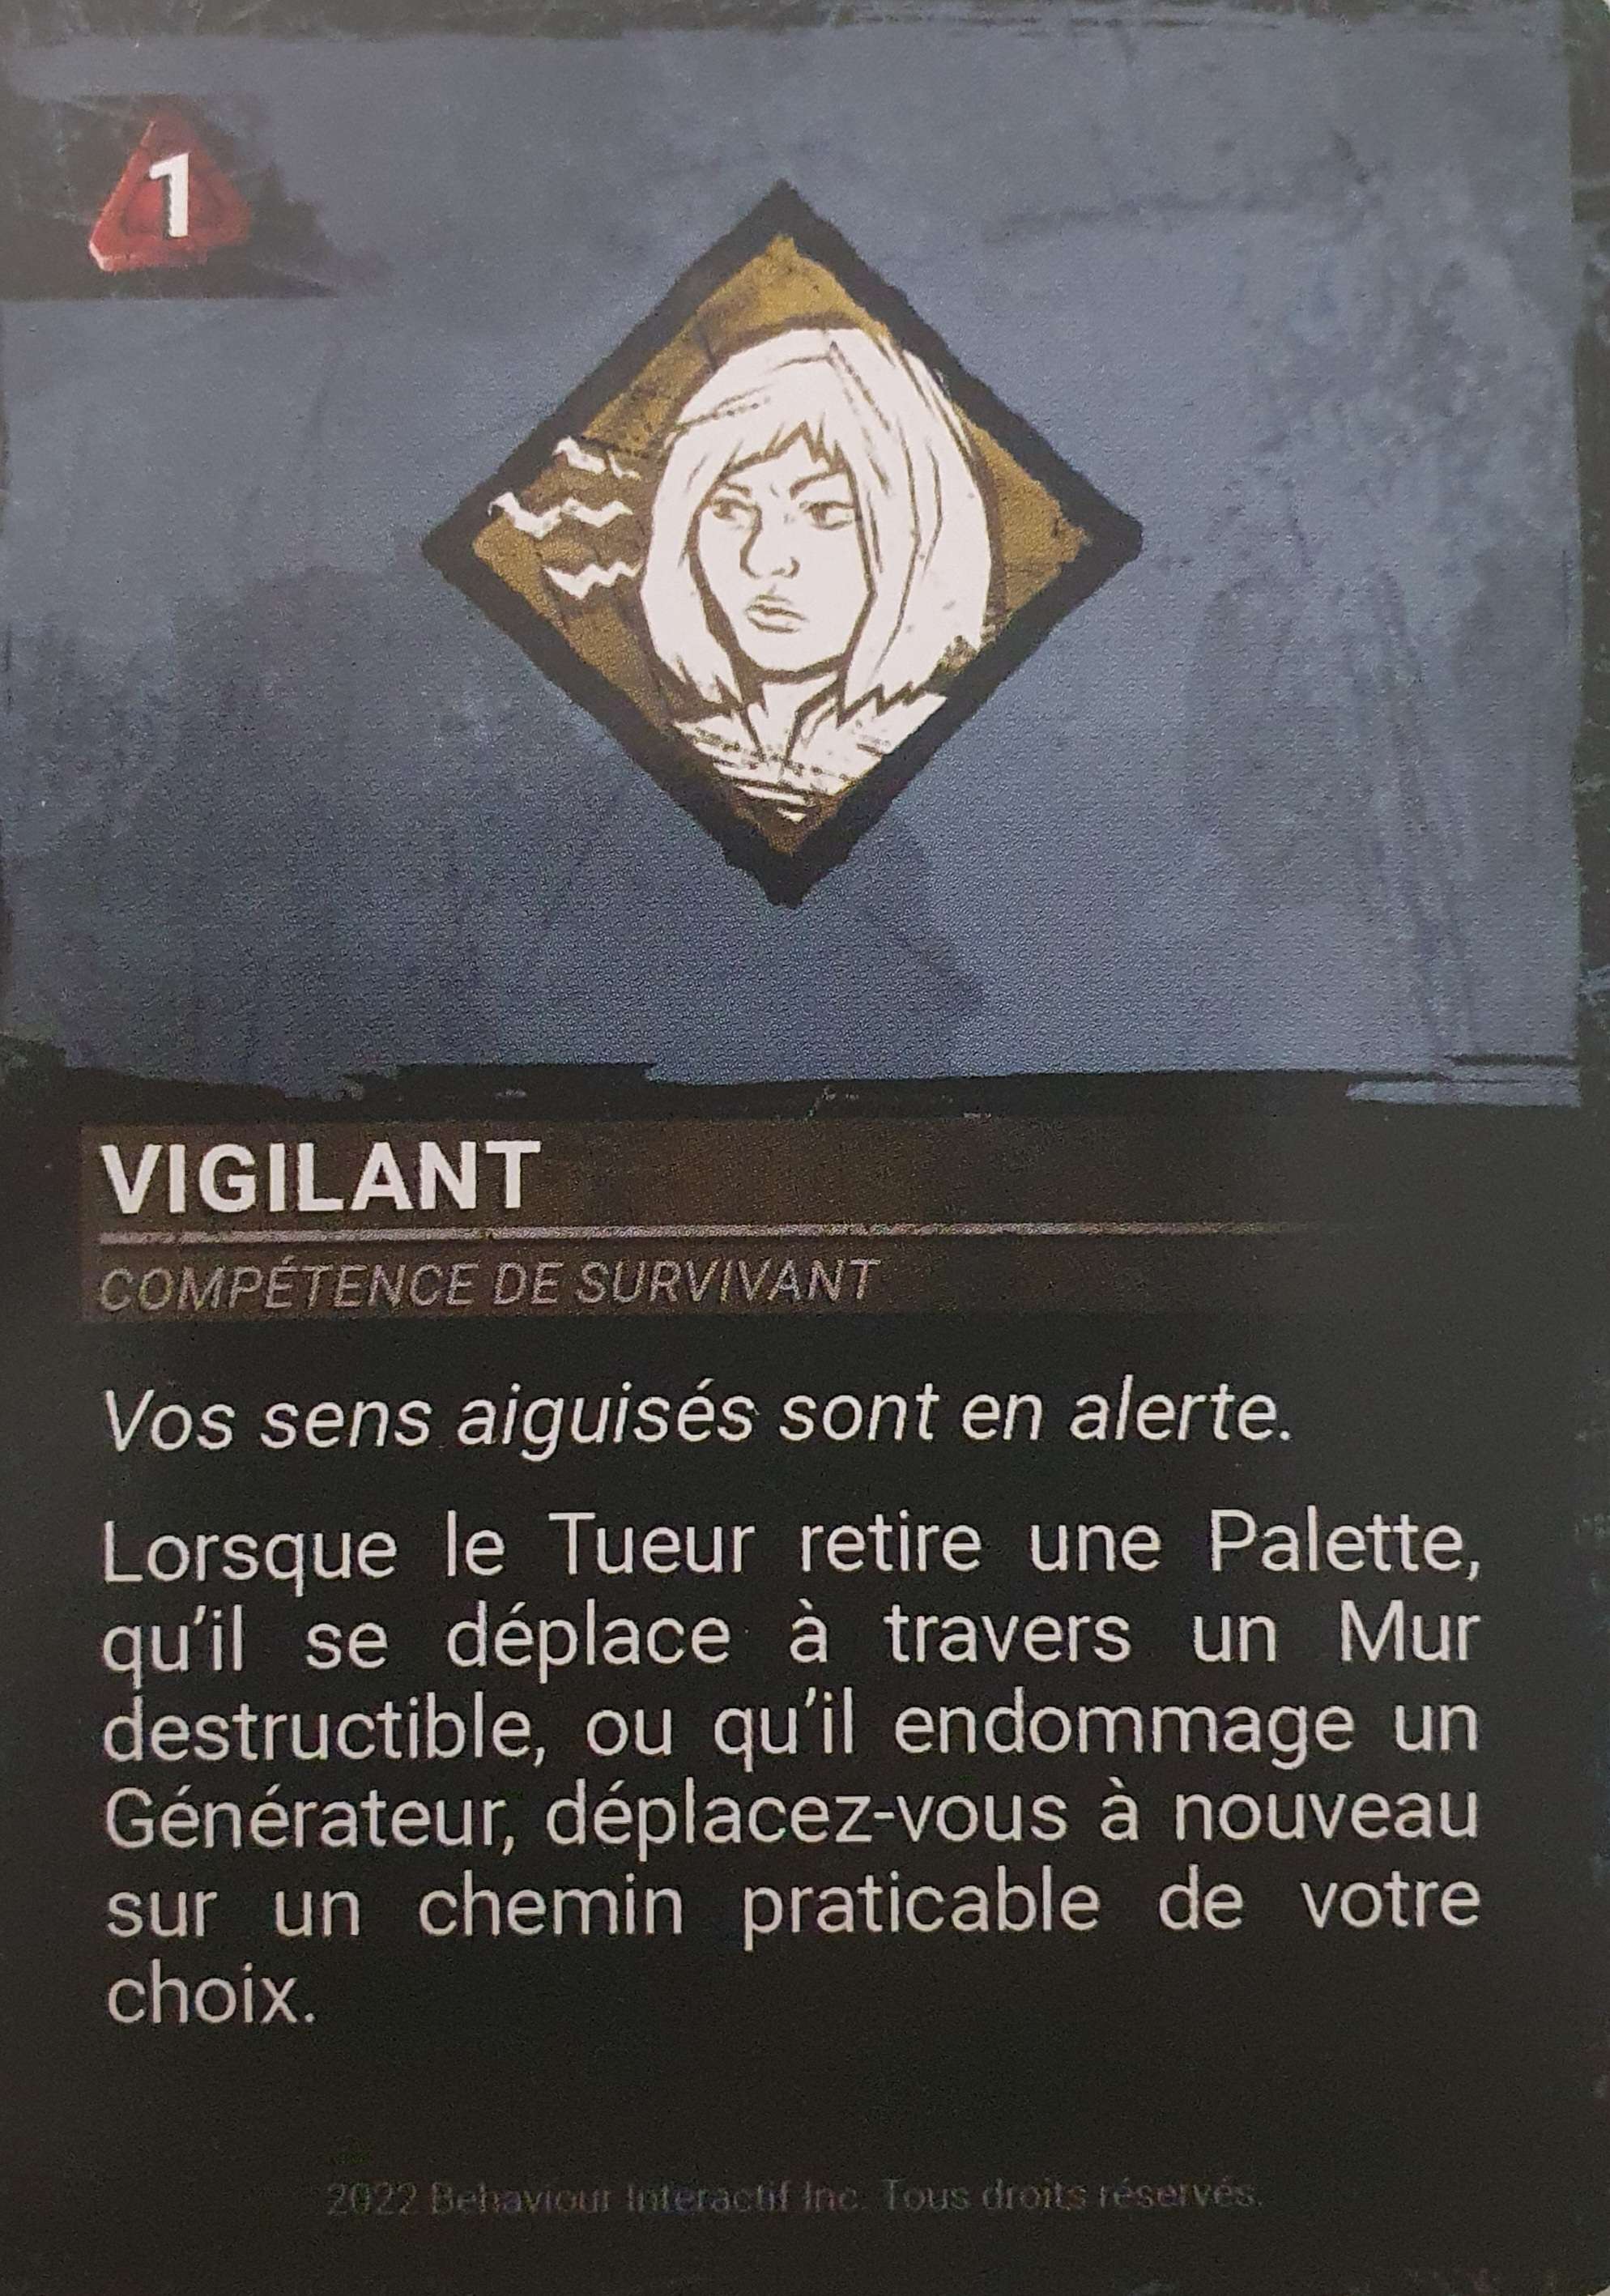 1
VIGILANT
COMPÉTENCE DE SURVIVANT
Vos sens aiguisés sont en alerte.
Lorsque le Tueur retire une Palette,
qu'il se déplace à travers un Mur
destructible, ou qu'il endommage un
Générateur, déplacez-vous à nouveau
sur un chemin praticable de votre
choix.
2022 Behaviour Interactif Inc. Tous droits réservés.